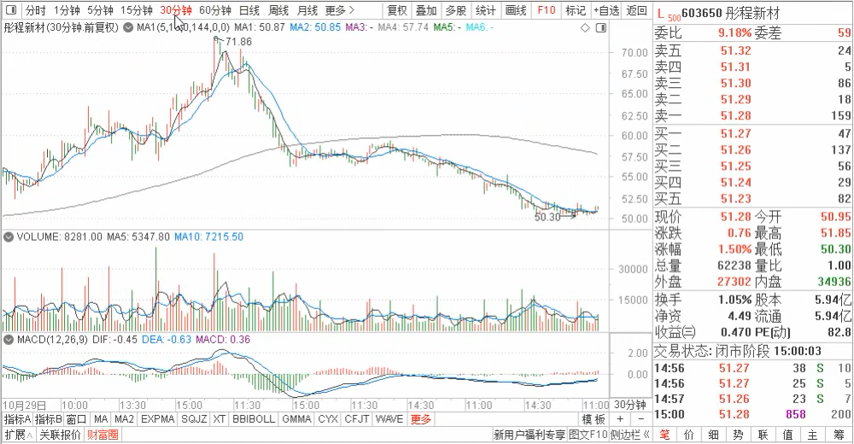 分时 1分钟 5分钟 15分钟 30分钟 60分钟 日线 周线 月线 更多 复权 叠加 多股 统计 画线 F10 标记 +自选 返回
彤程新材(30分钟 前复权) MA1(5,1 0,144,0,0) MA1: 50.87 MA2: 50.85 MA3: - MA4: 57.74 MA5: - MA6: -
71.86
70.00
67.50
65.00
62.50
60.00
57.50
55.00
52.50
50.00
50.30
VOLUME: 8281.00 MA5: 5347.80 MA10: 7215.50
30000
15000
MACD(12,26,9) DIF: -0.45 DEA: -0.63 MACD: 0.36
2.00
0.00
10月29日 10:00 13:30 15:00 11:00 14:00 10:30 14:30 11:00 14:30 11:00 30分钟
指标A 指标B 窗口 MA MA2 EXPMA SQJZ XT BBIBOLL GMMA CYX CFJT WAVE 更多 模板 + −
扩展 关联报价 财富圈 新用户福利专享 图文F10 侧边栏
L 500 603650 彤程新材
委比 9.18% 委差 59
卖五 51.32 24
卖四 51.31 5
卖三 51.30 86
卖二 51.29 18
卖一 51.28 159
买一 51.27 47
买二 51.26 137
买三 51.25 56
买四 51.24 29
买五 51.23 82
现价 51.28 今开 50.95
涨跌 0.76 最高 51.85
涨幅 1.50% 最低 50.30
总量 62238 量比 1.00
外盘 27302 内盘 34936
换手 1.05% 股本 5.94亿
净资 4.49 流通 5.94亿
收益㈢ 0.470 PE(动) 82.8
交易状态: 闭市阶段 15:00:03
14:56 51.27 38 S 10
14:56 51.27 25 S 5
14:57 51.26 23 S 7
15:00 51.28 858 200
笔 价 细 势 联 值 主 筹